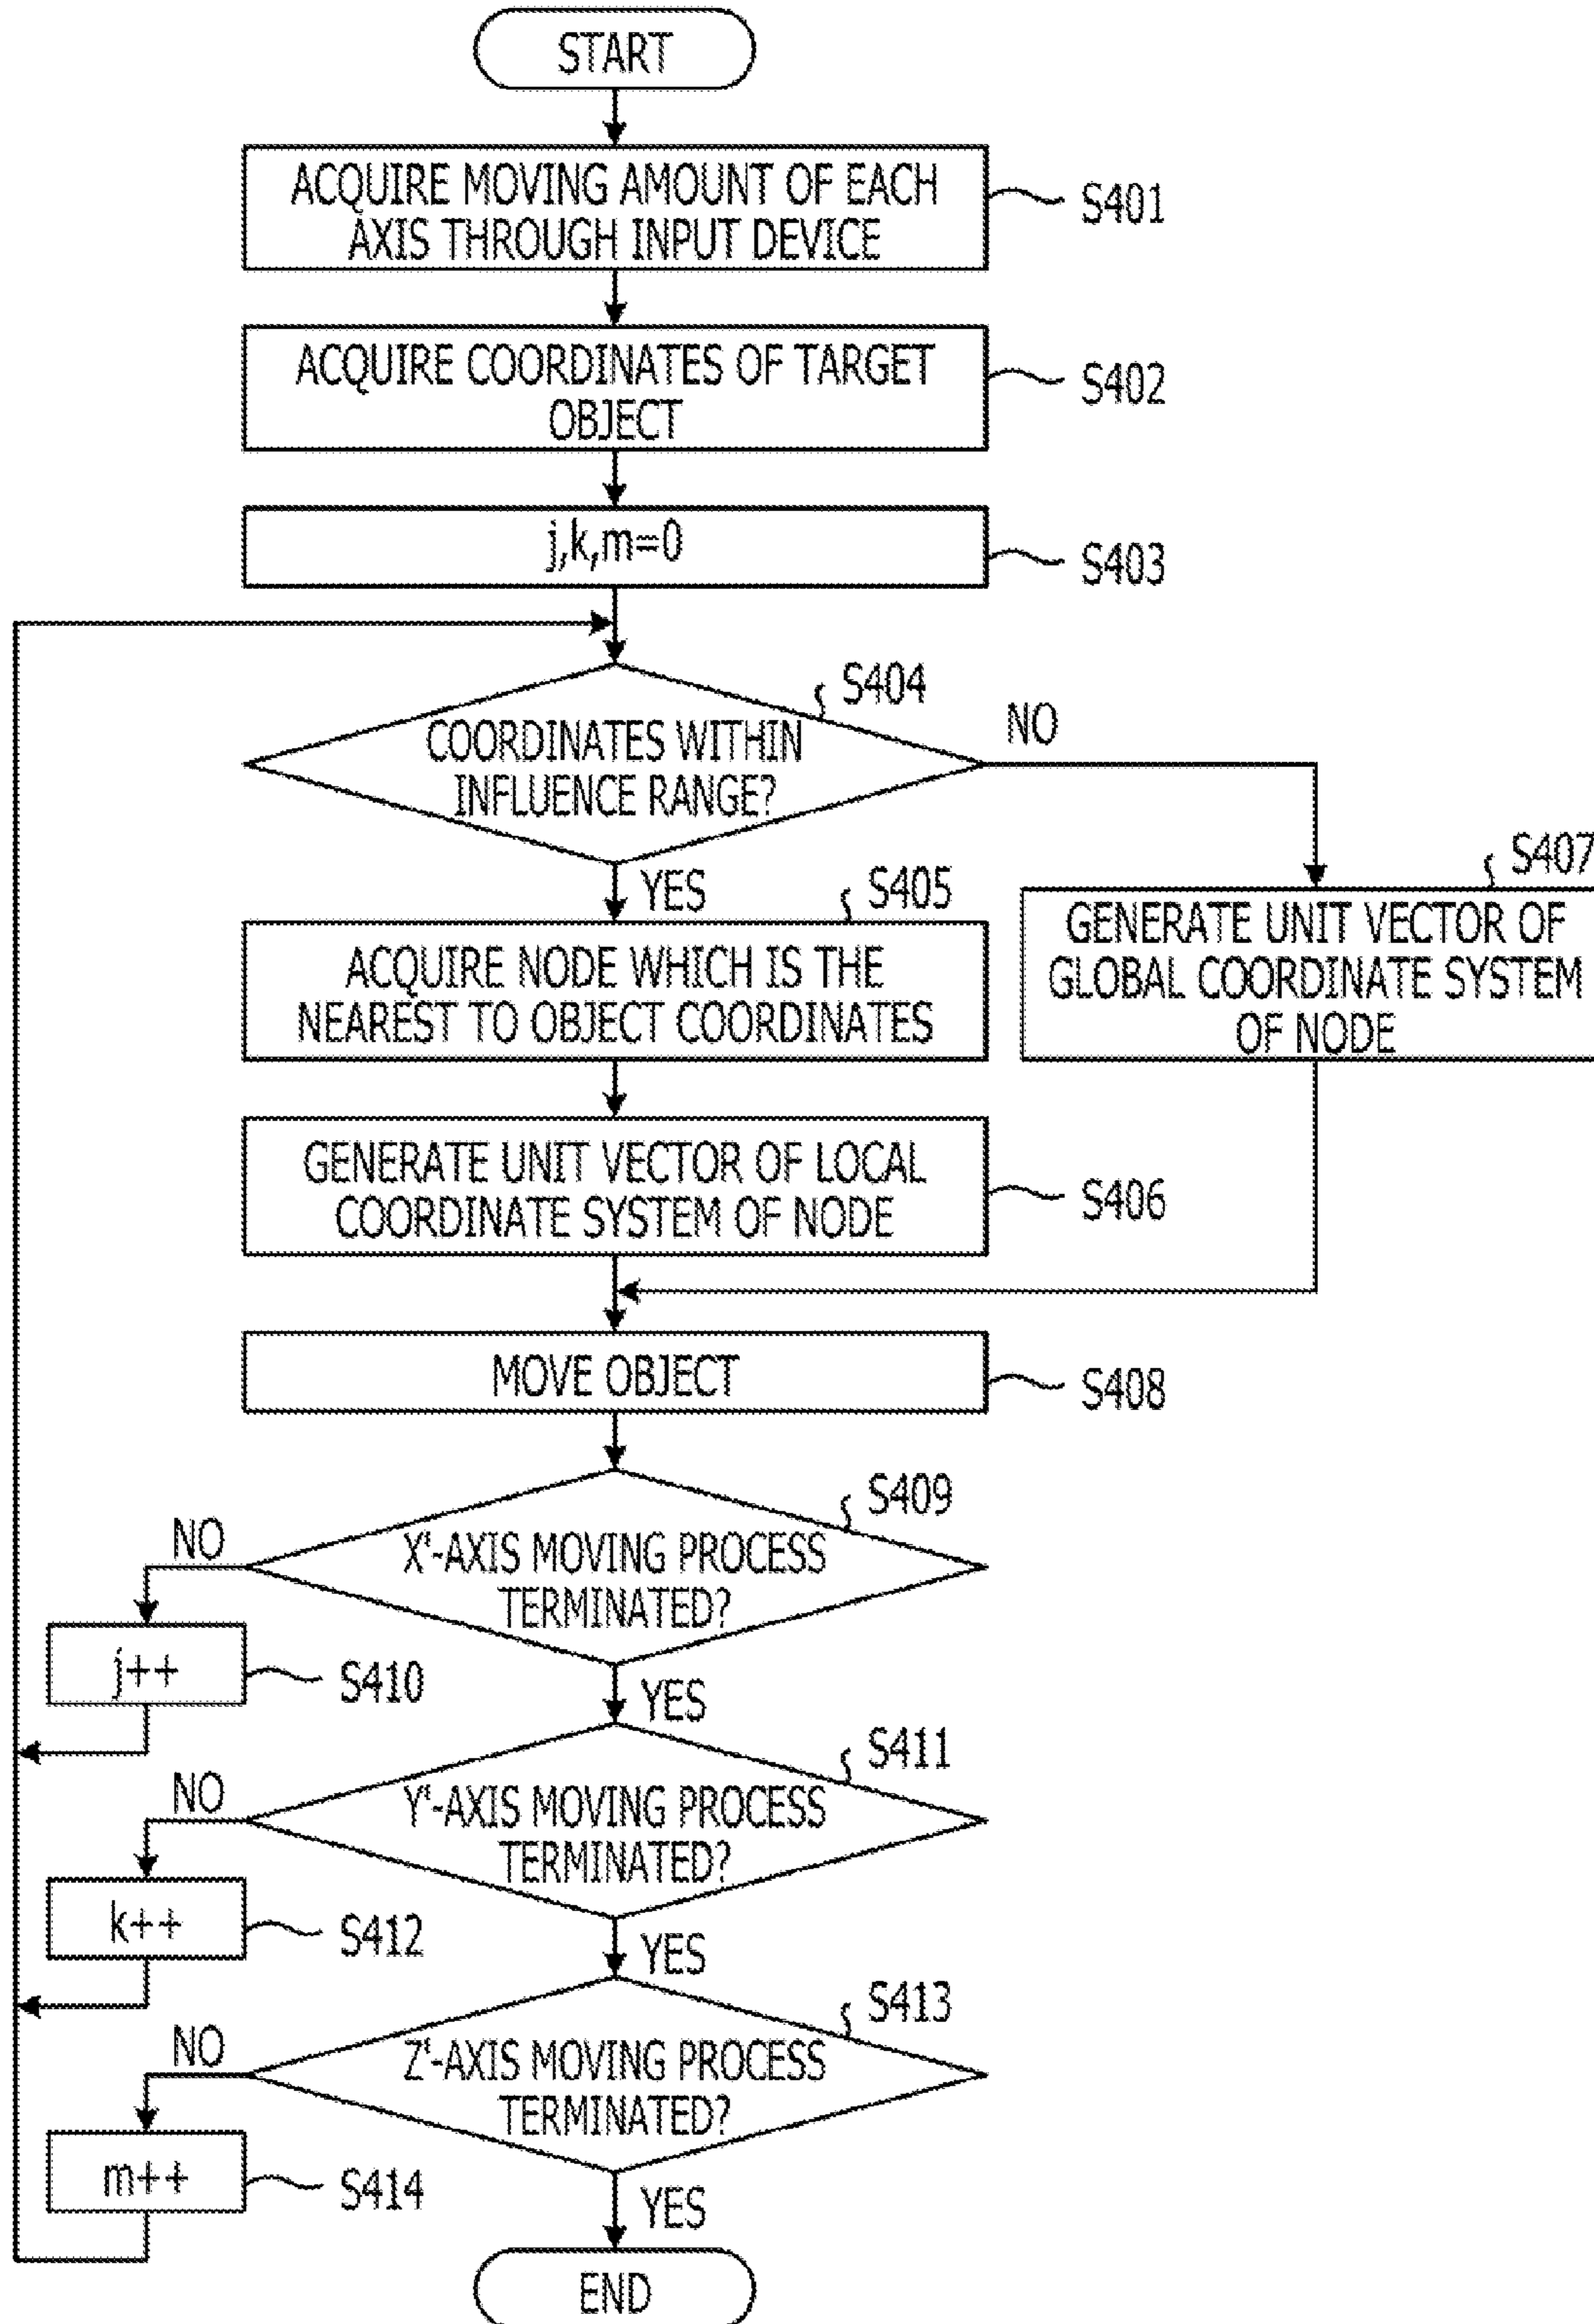 START
ACQUIRE MOVING AMOUNT OF EACH
AXIS THROUGH INPUT DEVICE
S401
ACQUIRE COORDINATES OF TARGET
OBJECT
S402
j,k,m=0
S403
S404
COORDINATES WITHIN
INFLUENCE RANGE?
NO
YES
S405
ACQUIRE NODE WHICH IS THE
NEAREST TO OBJECT COORDINATES
S407
GENERATE UNIT VECTOR OF
GLOBAL COORDINATE SYSTEM
OF NODE
GENERATE UNIT VECTOR OF LOCAL
COORDINATE SYSTEM OF NODE
S406
MOVE OBJECT
S408
S409
X'-AXIS MOVING PROCESS
TERMINATED?
NO
j++
S410
YES
S411
Y'-AXIS MOVING PROCESS
TERMINATED?
NO
k++
S412
YES
S413
Z'-AXIS MOVING PROCESS
TERMINATED?
NO
m++
S414
YES
END